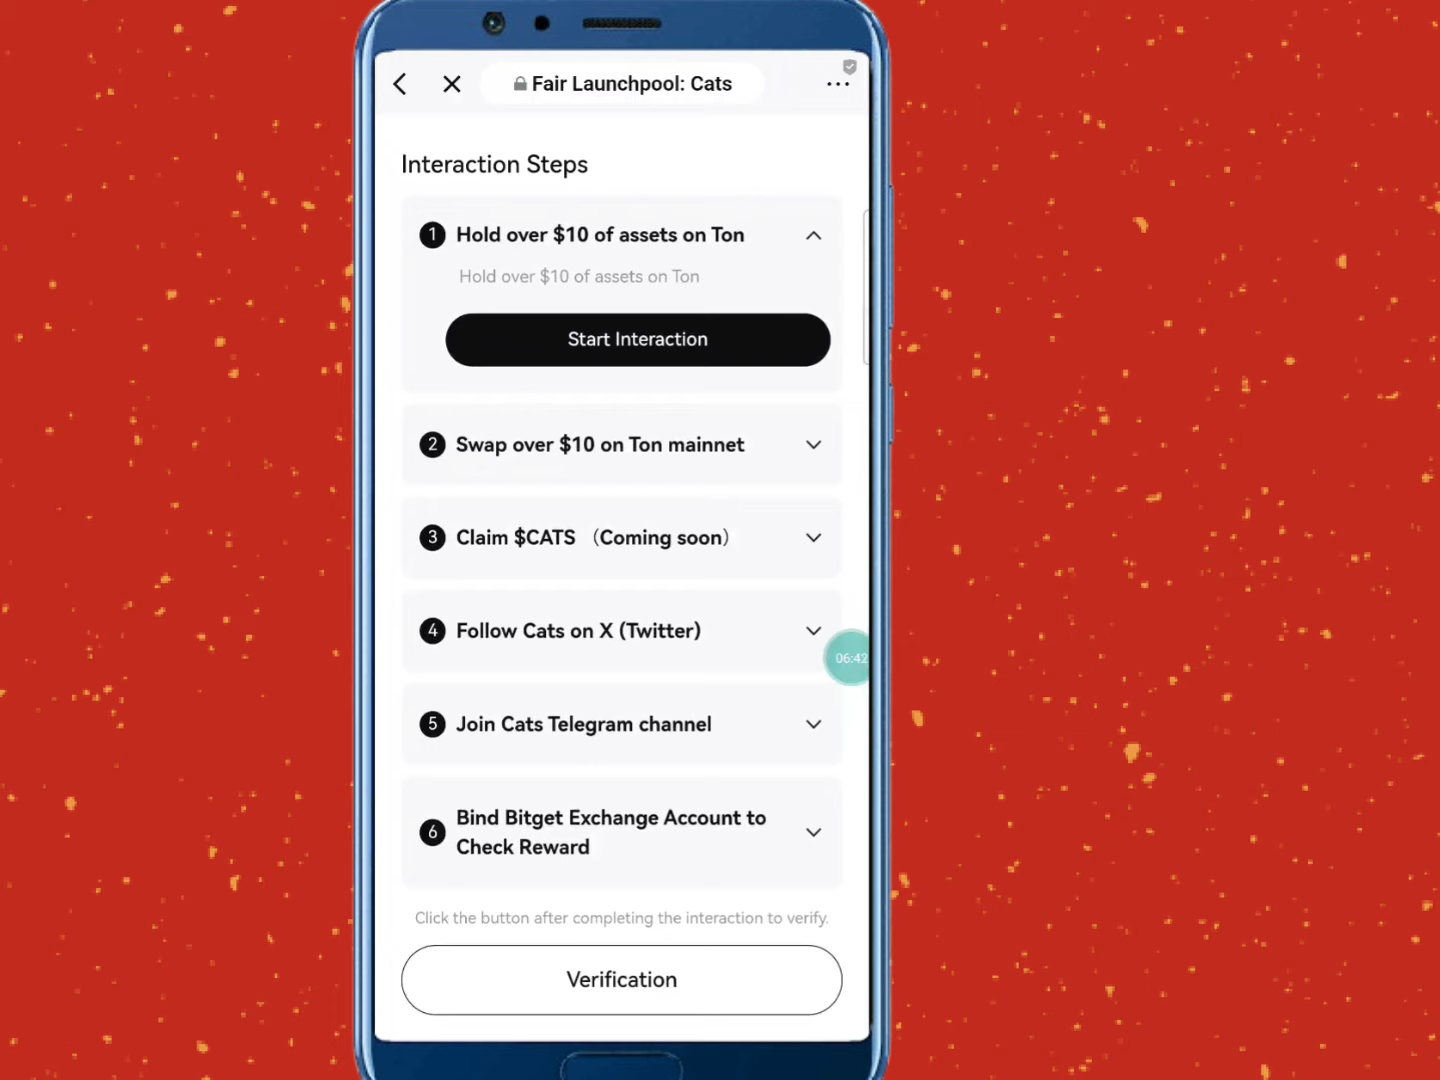 Fair Launchpool: Cats
Interaction Steps
1 Hold over $10 of assets on Ton
Hold over $10 of assets on Ton
Start Interaction
2 Swap over $10 on Ton mainnet
3 Claim $CATS （Coming soon）
4 Follow Cats on X (Twitter)
06:42
5 Join Cats Telegram channel
6 Bind Bitget Exchange Account to
Check Reward
Click the button after completing the interaction to verify.
Verification